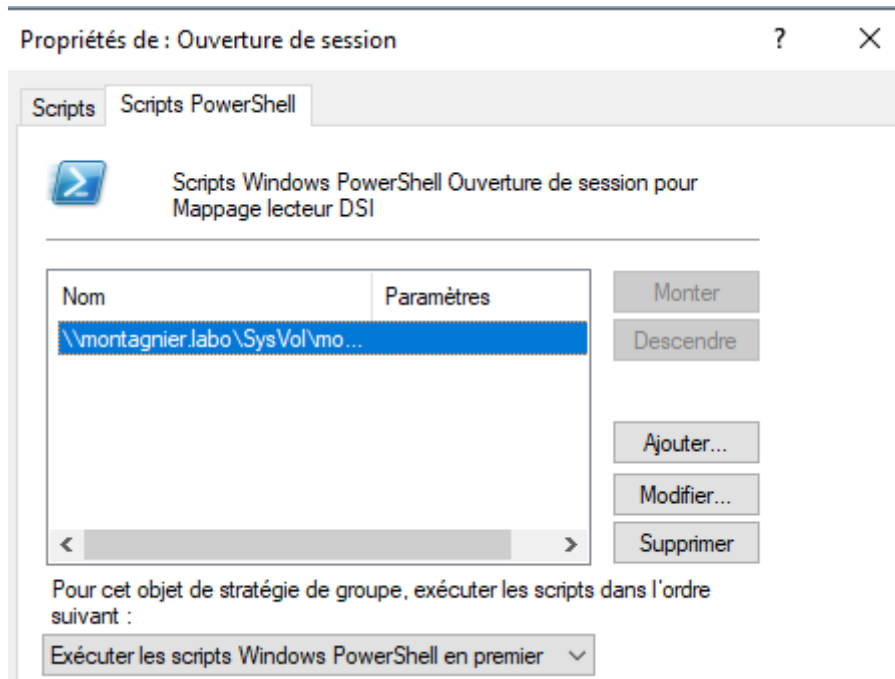 Propriétés de : Ouverture de session
Scripts
Scripts PowerShell
Scripts Windows PowerShell Ouverture de session pour
Mappage lecteur DSI
Nom
Paramètres
\\montagnier.labo\SysVol\mo...
Monter
Descendre
Ajouter...
Modifier...
Supprimer
Pour cet objet de stratégie de groupe, exécuter les scripts dans l'ordre
suivant :
Exécuter les scripts Windows PowerShell en premier